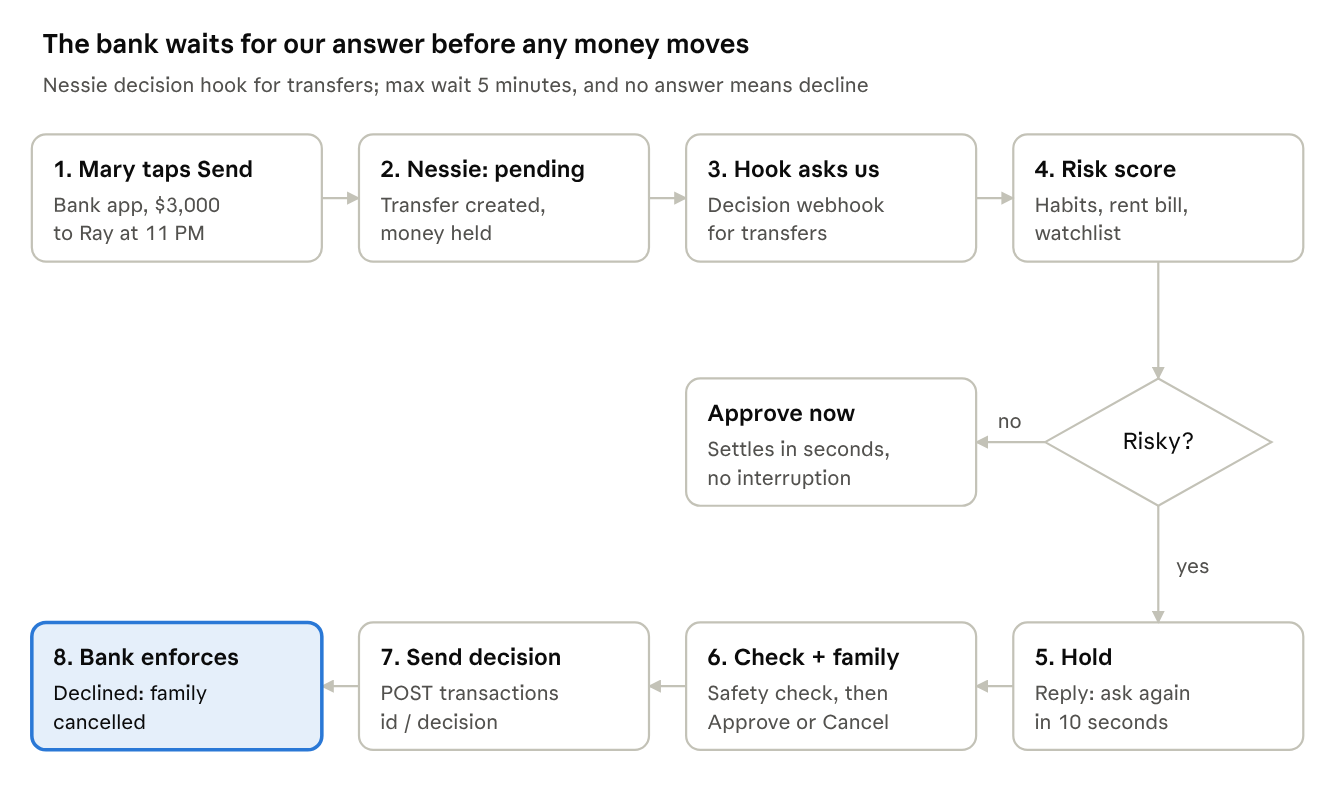 The bank waits for our answer before any money moves
Nessie decision hook for transfers; max wait 5 minutes, and no answer means decline
1. Mary taps Send
Bank app, $3,000
to Ray at 11 PM
2. Nessie: pending
Transfer created,
money held
3. Hook asks us
Decision webhook
for transfers
4. Risk score
Habits, rent bill,
watchlist
Approve now
Settles in seconds,
no interruption
no
Risky?
yes
8. Bank enforces
Declined: family
cancelled
7. Send decision
POST transactions
id / decision
6. Check + family
Safety check, then
Approve or Cancel
5. Hold
Reply: ask again
in 10 seconds